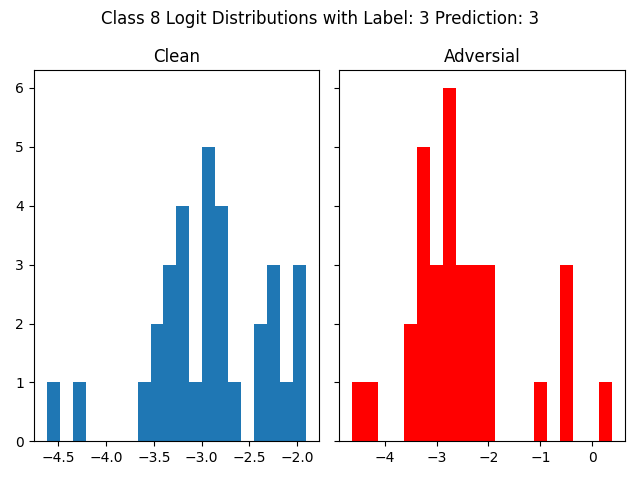 Class 8 Logit Distributions with Label: 3 Prediction: 3
Clean
Adversial
6
5
4
3
2
1
0
−4.5 −4.0 −3.5 −3.0 −2.5 −2.0
−4 −3 −2 −1 0